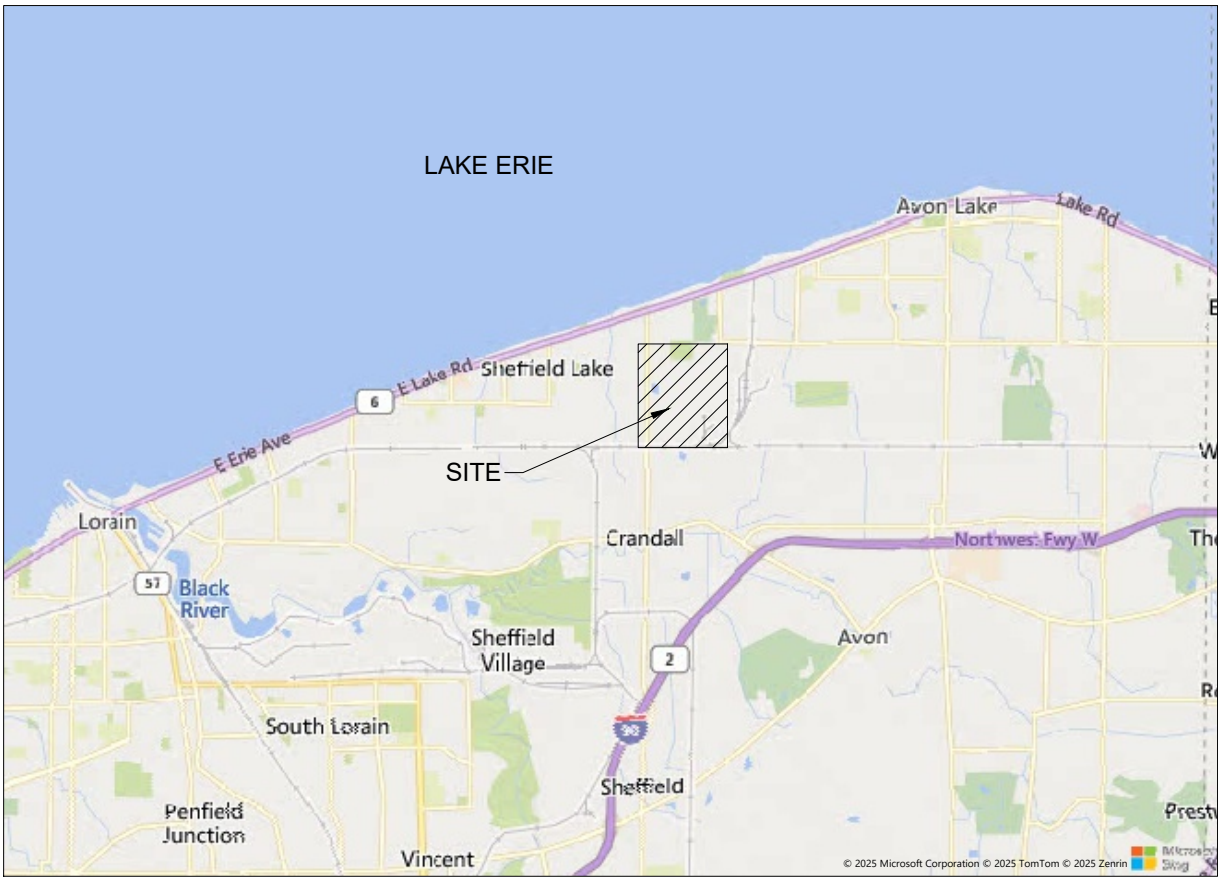 LAKE ERIE
Avon Lake
Lake Rd
Sheffield Lake
E Lake Rd
6
E Erie Ave
SITE
Lorain
Crandall
Northwest Fwy W
57
Black
River
Sheffield
Village
2
Avon
South Lorain
90
Sheffield
Penfield
Junction
Vincent
© 2025 Microsoft Corporation © 2025 TomTom © 2025 Zenrin